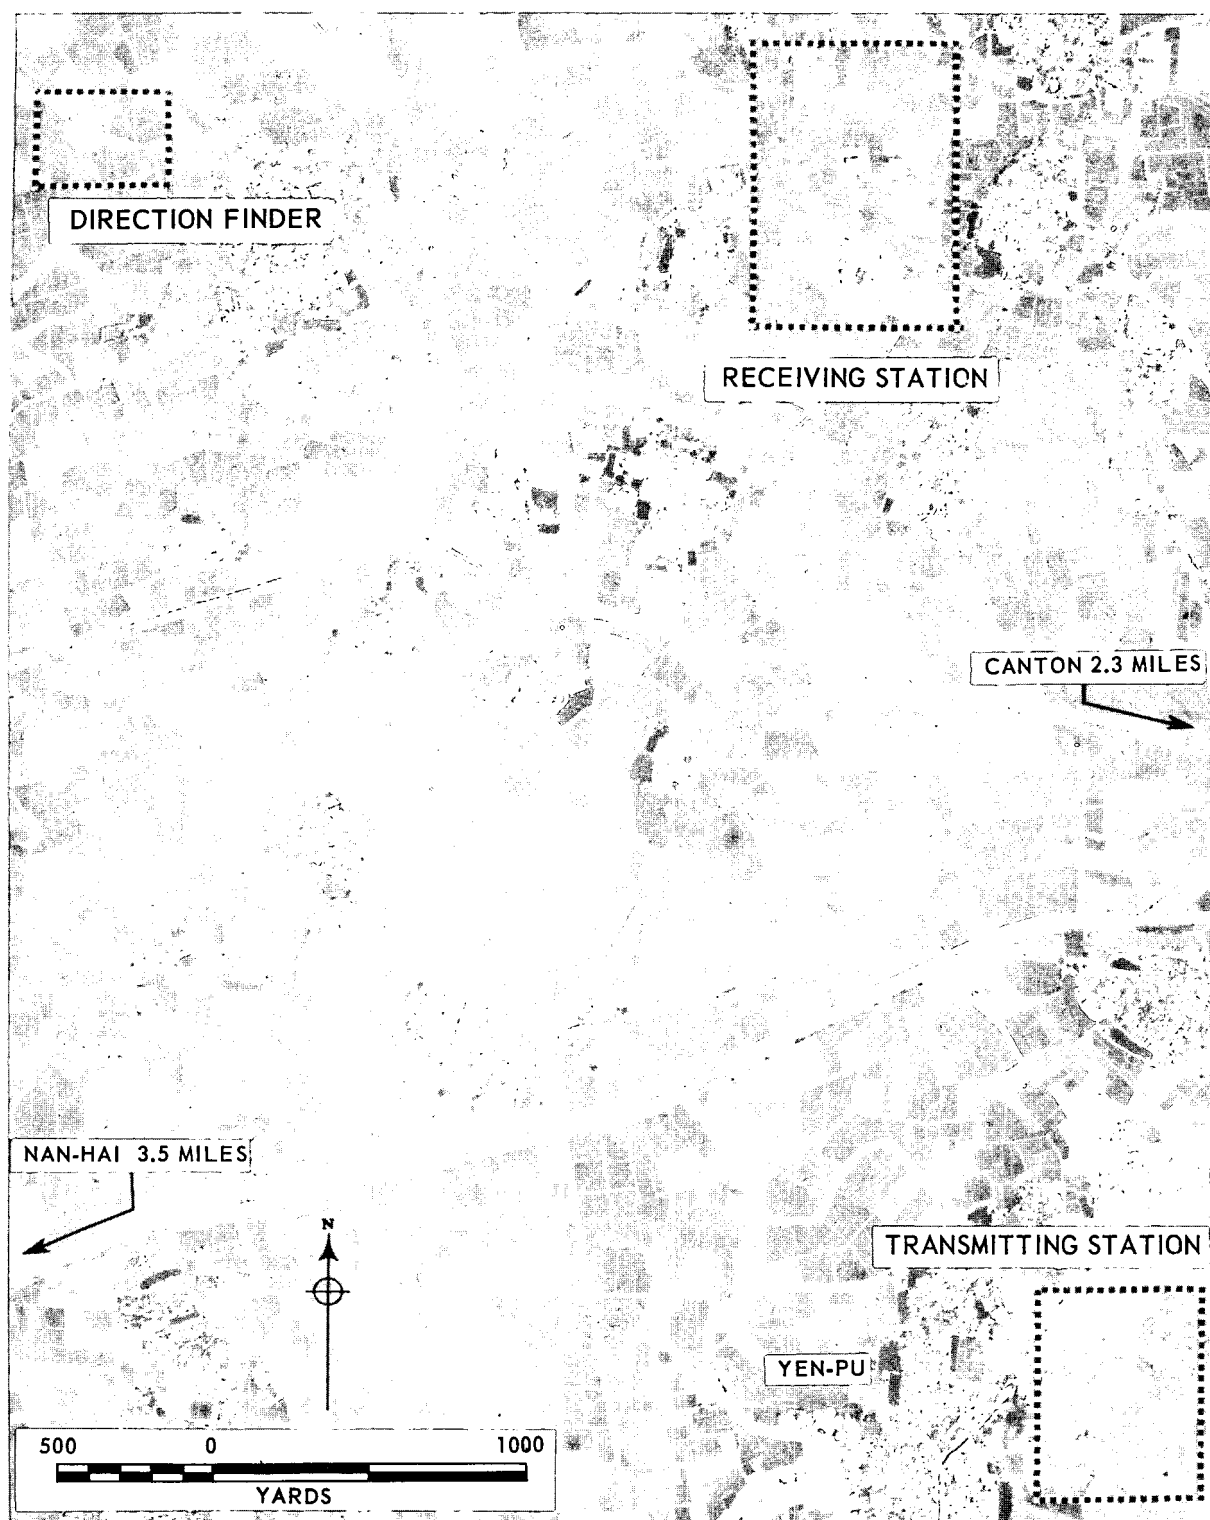 DIRECTION FINDER
RECEIVING STATION
CANTON 2.3 MILES
NAN-HAI 3.5 MILES
N
TRANSMITTING STATION
YEN-PU
500 0 1000
YARDS